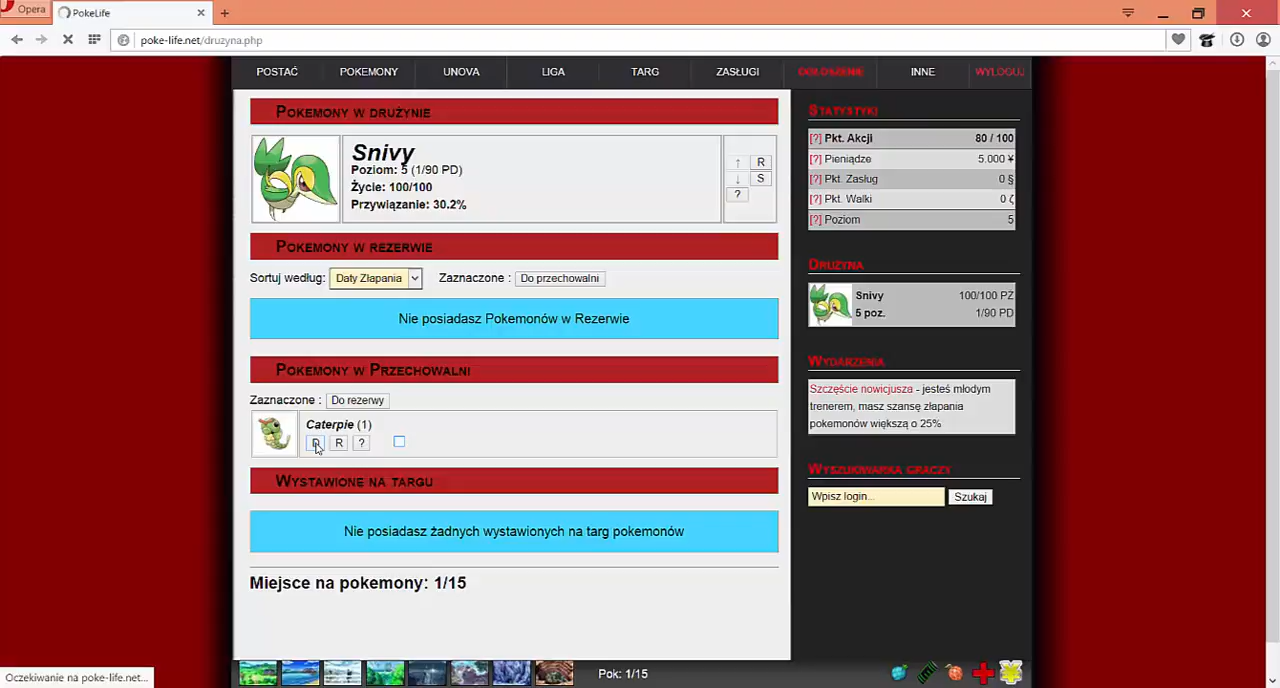 Opera
PokeLife
poke-life.net/druzyna.php
POSTAĆ POKEMONY UNOVA LIGA TARG ZASŁUGI OGŁOSZENIE INNE WYLOGUJ
Pokemony w drużynie
Snivy
Poziom: 5 (1/90 PD)
Życie: 100/100
Przywiązanie: 30.2%
↑ R
↓ S
?
Pokemony w rezerwie
Sortuj według: Daty Złapania Zaznaczone : Do przechowalni
Nie posiadasz Pokemonów w Rezerwie
Pokemony w Przechowalni
Zaznaczone : Do rezerwy
Caterpie (1)
D R ?
Wystawione na targu
Nie posiadasz żadnych wystawionych na targ pokemonów
Miejsce na pokemony: 1/15
Statystyki
[?] Pkt. Akcji 80 / 100
[?] Pieniądze 5.000 ¥
[?] Pkt. Zasług 0 §
[?] Pkt. Walki 0 ζ
[?] Poziom 5
Drużyna
Snivy 100/100 PŻ
5 poz. 1/90 PD
Wydarzenia
Szczęście nowicjusza - jesteś młodym
trenerem, masz szansę złapania
pokemonów większą o 25%
Wyszukiwarka graczy
Wpisz login... Szukaj
Pok: 1/15
Oczekiwanie na poke-life.net...